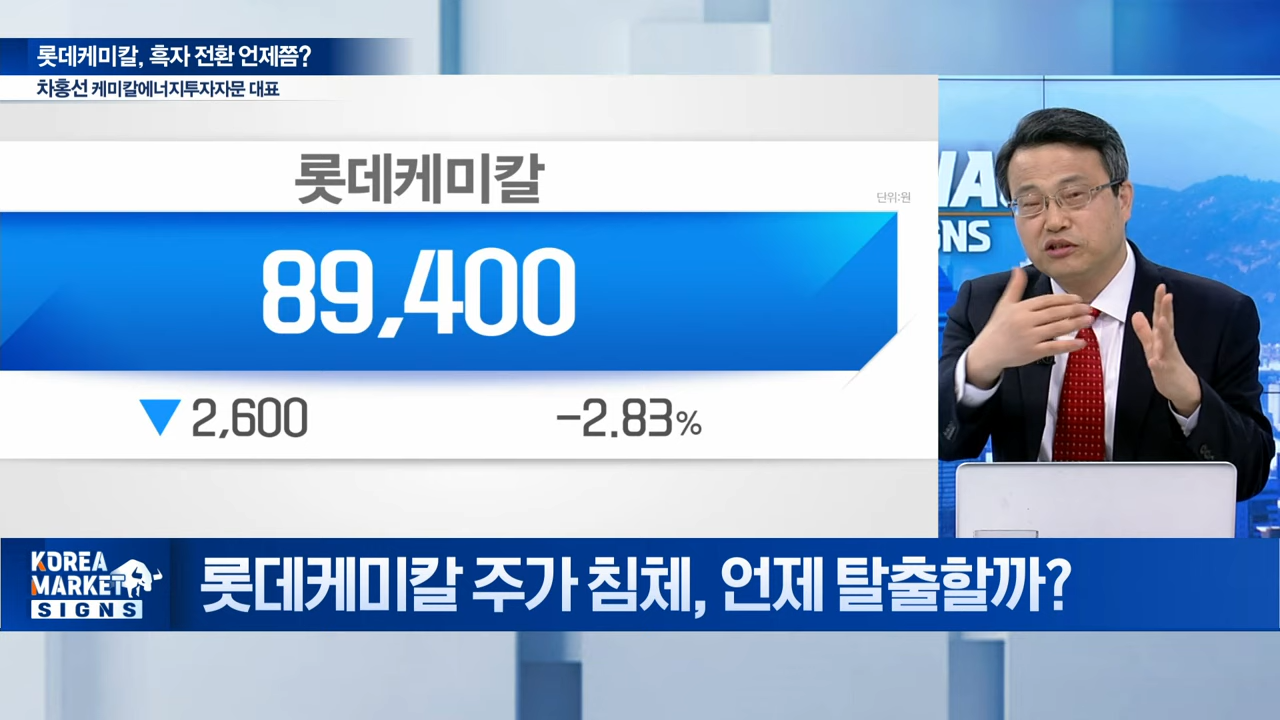 롯데케미칼, 흑자 전환 언제쯤?
차홍선 케미칼에너지투자자문 대표
롯데케미칼
단위:원
89,400
▼ 2,600 -2.83%
SIGNS
KOREA
MARKET
SIGNS
롯데케미칼 주가 침체, 언제 탈출할까?